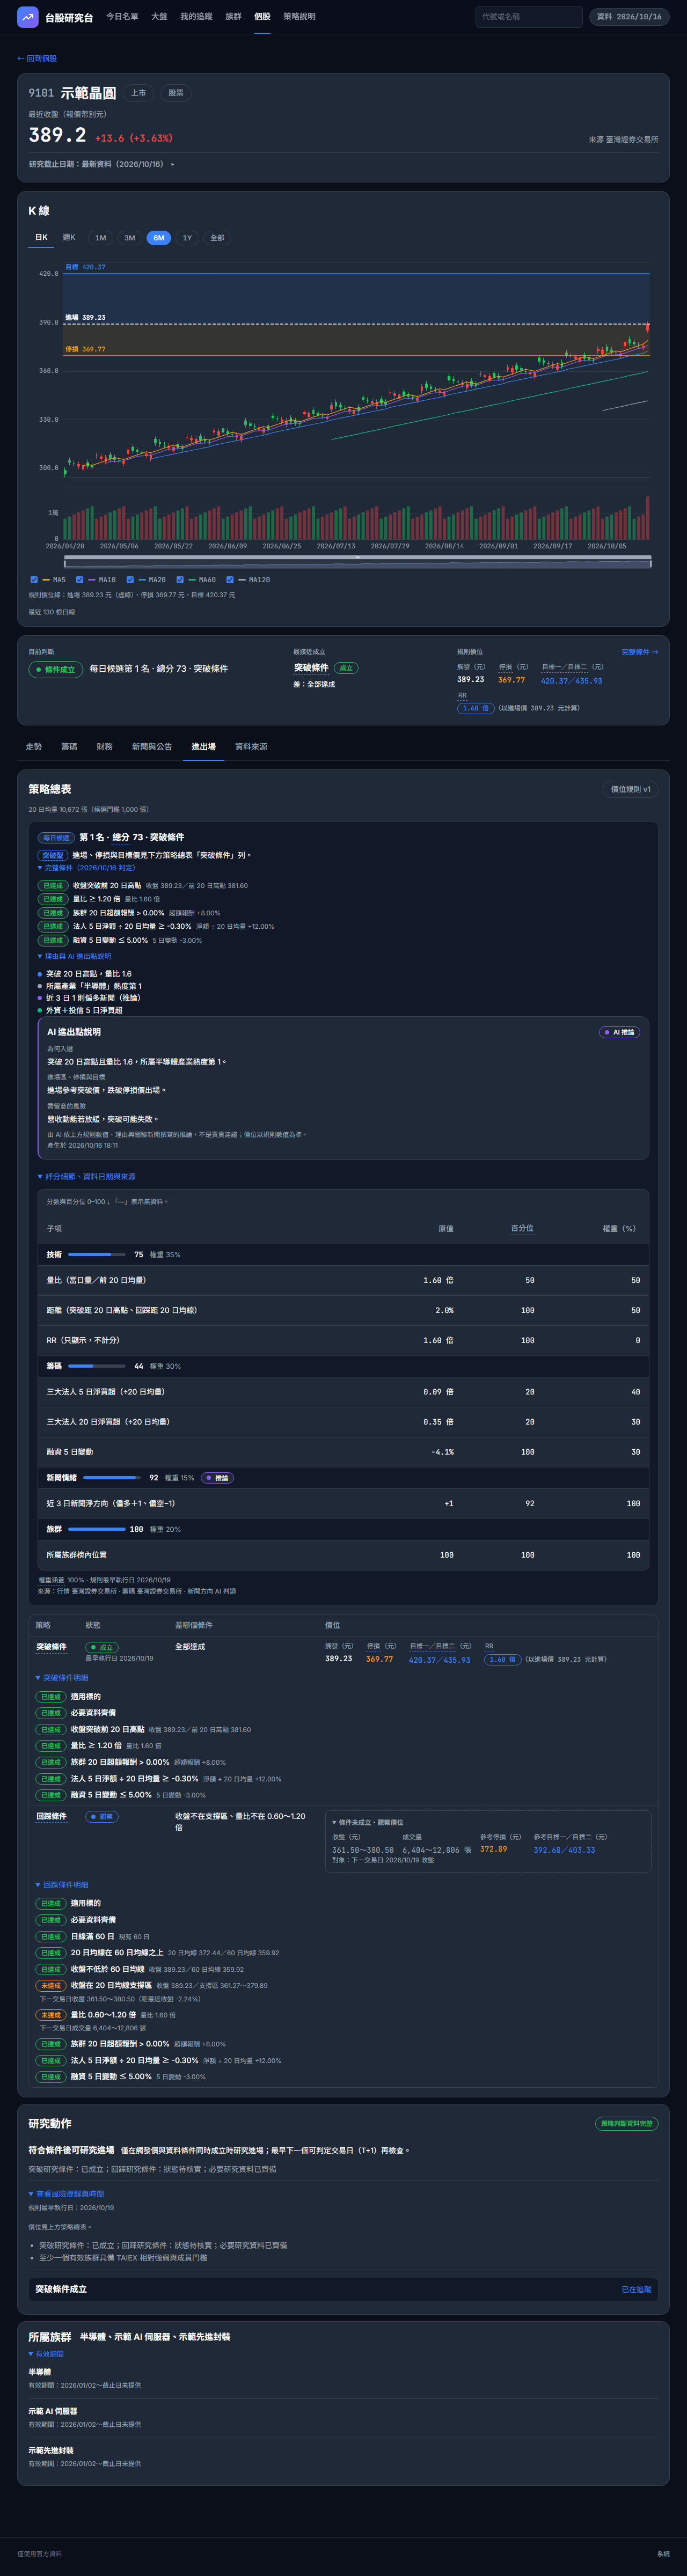 台股研究台 今日名單 大盤 我的追蹤 族群 個股 策略說明 代號或名稱 資料 2026/10/16
← 回到個股
9101 示範晶圓 上市 股票
最近收盤（報價幣別元）
389.2 +13.6 (+3.63%) 來源 臺灣證券交易所
研究截止日期：最新資料（2026/10/16）
K 線
日K 週K 1M 3M 6M 1Y 全部
目標 420.37
420.0
進場 389.23
390.0
停損 369.77
360.0
330.0
300.0
1萬
0
2026/04/20 2026/05/06 2026/05/22 2026/06/09 2026/06/25 2026/07/13 2026/07/29 2026/08/14 2026/09/01 2026/09/17 2026/10/05
MA5 MA10 MA20 MA60 MA120
規則價位線：進場 389.23 元（虛線）、停損 369.77 元、目標 420.37 元
最近 130 根日線
目前判斷 最接近成立 規則價位 完整條件 →
條件成立 每日候選第 1 名 · 總分 73 · 突破條件
突破條件 成立
差：全部達成
觸發（元） 停損（元） 目標一／目標二（元）
389.23 369.77 420.37／435.93
RR
1.60 倍 （以進場價 389.23 元計算）
走勢 籌碼 財務 新聞與公告 進出場 資料來源
策略總表 價位規則 v1
20 日均量 10,672 張（候選門檻 1,000 張）
每日候選 第 1 名 · 總分 73 · 突破條件
突破型 進場、停損與目標價見下方策略總表「突破條件」列。
▼ 完整條件（2026/10/16 判定）
已達成 收盤突破前 20 日高點 收盤 389.23／前 20 日高點 381.60
已達成 量比 ≥ 1.20 倍 量比 1.60 倍
已達成 族群 20 日超額報酬 > 0.00% 超額報酬 +8.00%
已達成 法人 5 日淨額 ÷ 20 日均量 ≥ -0.30% 淨額 ÷ 20 日均量 +12.00%
已達成 融資 5 日變動 ≤ 5.00% 5 日變動 -3.00%
▼ 理由與 AI 進出點說明
突破 20 日高點，量比 1.6
所屬產業「半導體」熱度第 1
近 3 日 1 則偏多新聞（推論）
外資＋投信 5 日淨買超
AI 進出點說明 AI 推論
為何入選
突破 20 日高點且量比 1.6，所屬半導體產業熱度第 1。
進場區、停損與目標
進場參考突破價，跌破停損價出場。
需留意的風險
營收動能若放緩，突破可能失敗。
由 AI 依上方規則數值、理由與關聯新聞撰寫的推論，不是買賣建議；價位以規則數值為準。
產生於 2026/10/16 18:11
▼ 評分細節、資料日期與來源
分數與百分位 0–100；「—」表示無資料。
子項 原值 百分位 權重（%）
技術 75 權重 35%
量比（當日量／前 20 日均量） 1.60 倍 50 50
距離（突破距 20 日高點、回踩距 20 日均線） 2.0% 100 50
RR（只顯示，不計分） 1.60 倍 100 0
籌碼 44 權重 30%
三大法人 5 日淨買超（÷20 日均量） 0.09 倍 20 40
三大法人 20 日淨買超（÷20 日均量） 0.35 倍 20 30
融資 5 日變動 -4.1% 100 30
新聞情緒 92 權重 15% 推論
近 3 日新聞淨方向（偏多＋1、偏空−1） +1 92 100
族群 100 權重 20%
所屬族群榜內位置 100 100 100
權重涵蓋 100% · 規則最早執行日 2026/10/19
來源：行情 臺灣證券交易所 · 籌碼 臺灣證券交易所 · 新聞方向 AI 判讀
策略 狀態 差哪個條件 價位
突破條件 成立 全部達成
最早執行日 2026/10/19
觸發（元） 停損（元） 目標一／目標二（元） RR
389.23 369.77 420.37／435.93 1.60 倍 （以進場價 389.23 元計算）
▼ 突破條件明細
已達成 適用標的
已達成 必要資料齊備
已達成 收盤突破前 20 日高點 收盤 389.23／前 20 日高點 381.60
已達成 量比 ≥ 1.20 倍 量比 1.60 倍
已達成 族群 20 日超額報酬 > 0.00% 超額報酬 +8.00%
已達成 法人 5 日淨額 ÷ 20 日均量 ≥ -0.30% 淨額 ÷ 20 日均量 +12.00%
已達成 融資 5 日變動 ≤ 5.00% 5 日變動 -3.00%
回踩條件 觀察 收盤不在支撐區、量比不在 0.60～1.20 倍
▼ 條件未成立・觀察價位
收盤（元） 成交量 參考停損（元） 參考目標一／目標二（元）
361.50～380.50 6,404～12,806 張 372.89 392.68／403.33
對象：下一交易日 2026/10/19 收盤
▼ 回踩條件明細
已達成 適用標的
已達成 必要資料齊備
已達成 日線滿 60 日 現有 60 日
已達成 20 日均線在 60 日均線之上 20 日均線 372.44／60 日均線 359.92
已達成 收盤不低於 60 日均線 收盤 389.23／60 日均線 359.92
未達成 收盤在 20 日均線支撐區 收盤 389.23／支撐區 361.27～379.89
下一交易日收盤 361.50～380.50（距最近收盤 -2.24%）
未達成 量比 0.60～1.20 倍 量比 1.60 倍
下一交易日成交量 6,404～12,806 張
已達成 族群 20 日超額報酬 > 0.00% 超額報酬 +8.00%
已達成 法人 5 日淨額 ÷ 20 日均量 ≥ -0.30% 淨額 ÷ 20 日均量 +12.00%
已達成 融資 5 日變動 ≤ 5.00% 5 日變動 -3.00%
研究動作 策略判斷資料完整
符合條件後可研究進場 僅在觸發價與資料條件同時成立時研究進場；最早下一個可判定交易日（T+1）再檢查。
突破研究條件：已成立；回踩研究條件：狀態待核實；必要研究資料已齊備
▼ 查看風險提醒與時間
規則最早執行日：2026/10/19
價位見上方策略總表。
突破研究條件：已成立；回踩研究條件：狀態待核實；必要研究資料已齊備
至少一個有效族群具備 TAIEX 相對強弱與成員門檻
突破條件成立 已在追蹤
所屬族群 半導體、示範 AI 伺服器、示範先進封裝
▼ 有效期間
半導體
有效期間：2026/01/02～截止日未提供
示範 AI 伺服器
有效期間：2026/01/02～截止日未提供
示範先進封裝
有效期間：2026/01/02～截止日未提供
僅使用官方資料 系統